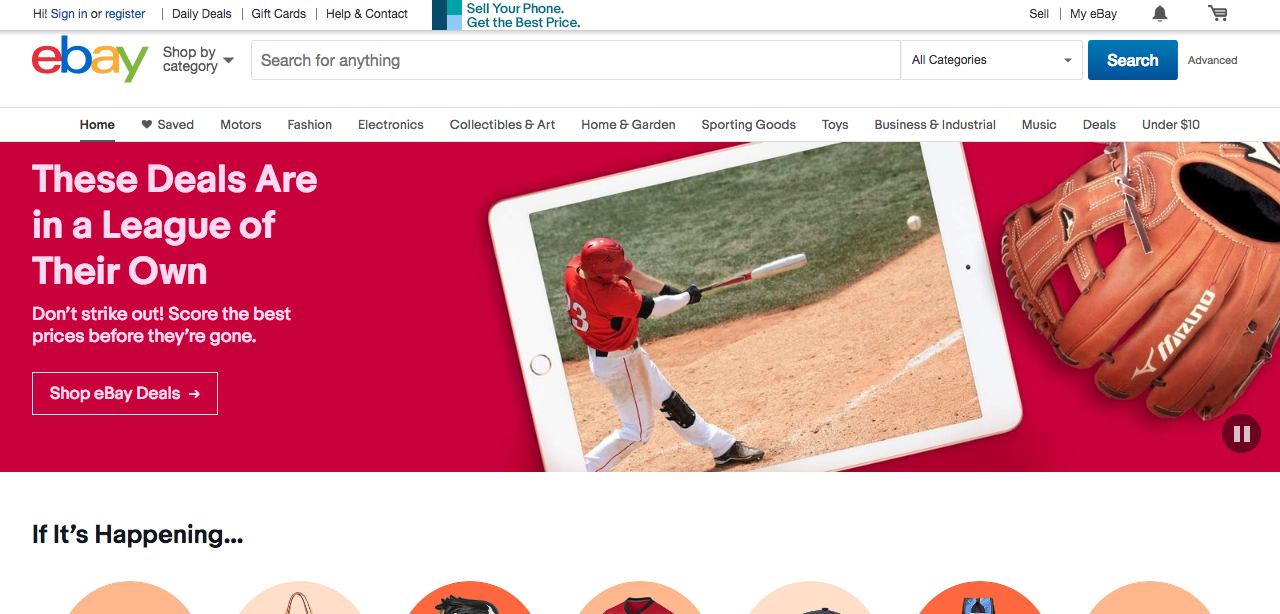 Hi! Sign in or register
Daily Deals
Gift Cards
Help & Contact
Sell Your Phone.
Get the Best Price.
Sell
My eBay
ebay
Shop by
category
Search for anything
All Categories
Search
Advanced
Home
Saved
Motors
Fashion
Electronics
Collectibles & Art
Home & Garden
Sporting Goods
Toys
Business & Industrial
Music
Deals
Under $10
These Deals Are
in a League of
Their Own
Don't strike out! Score the best
prices before they're gone.
Shop eBay Deals →
23
MIZUNO
If It's Happening...